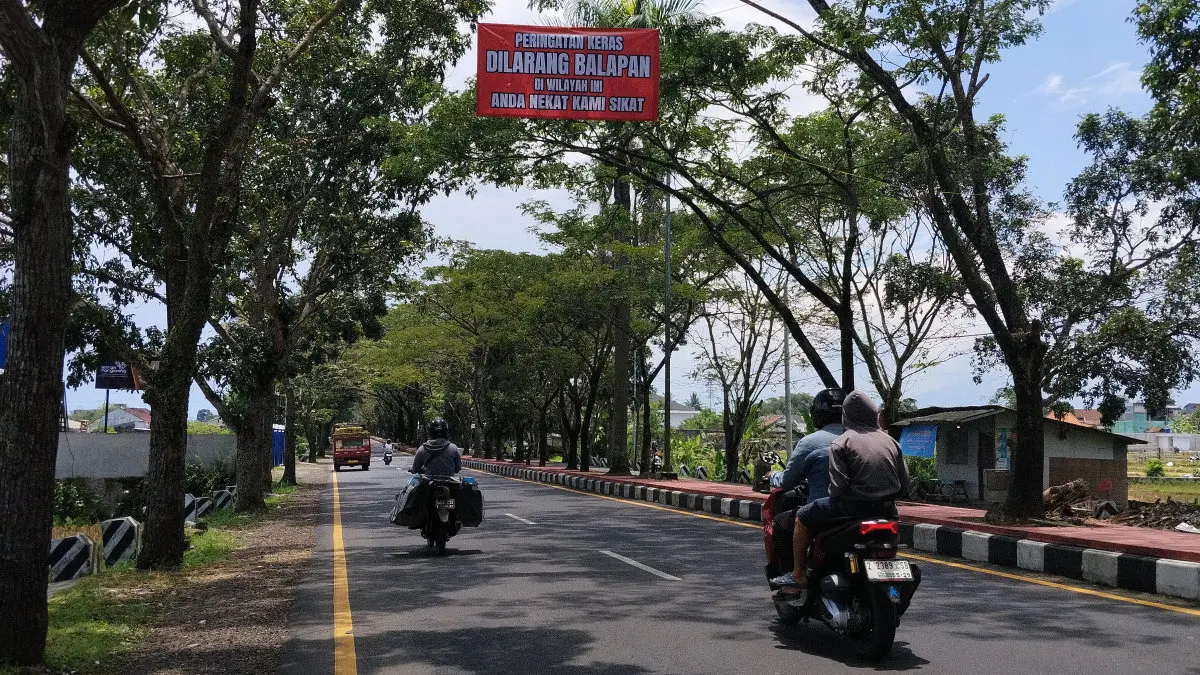 PERINGATAN KERAS
DILARANG BALAPAN
DI WILAYAH INI
ANDA NEKAT KAMI SIKAT